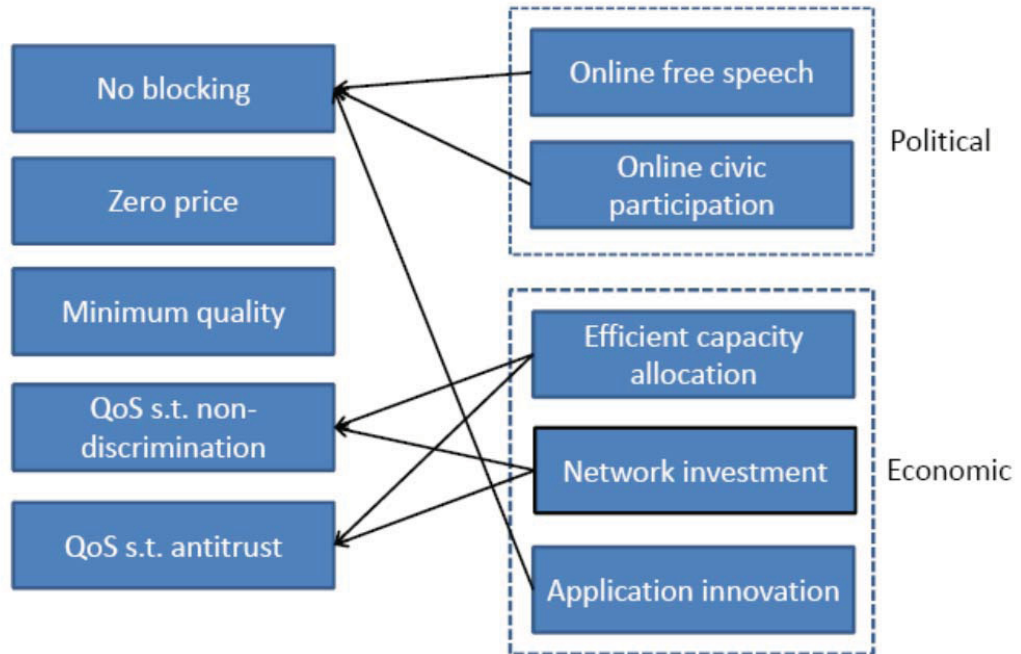 No blocking
Zero price
Minimum quality
QoS s.t. non-
discrimination
QoS s.t. antitrust
Online free speech
Online civic
participation
Political
Efficient capacity
allocation
Network investment
Application innovation
Economic